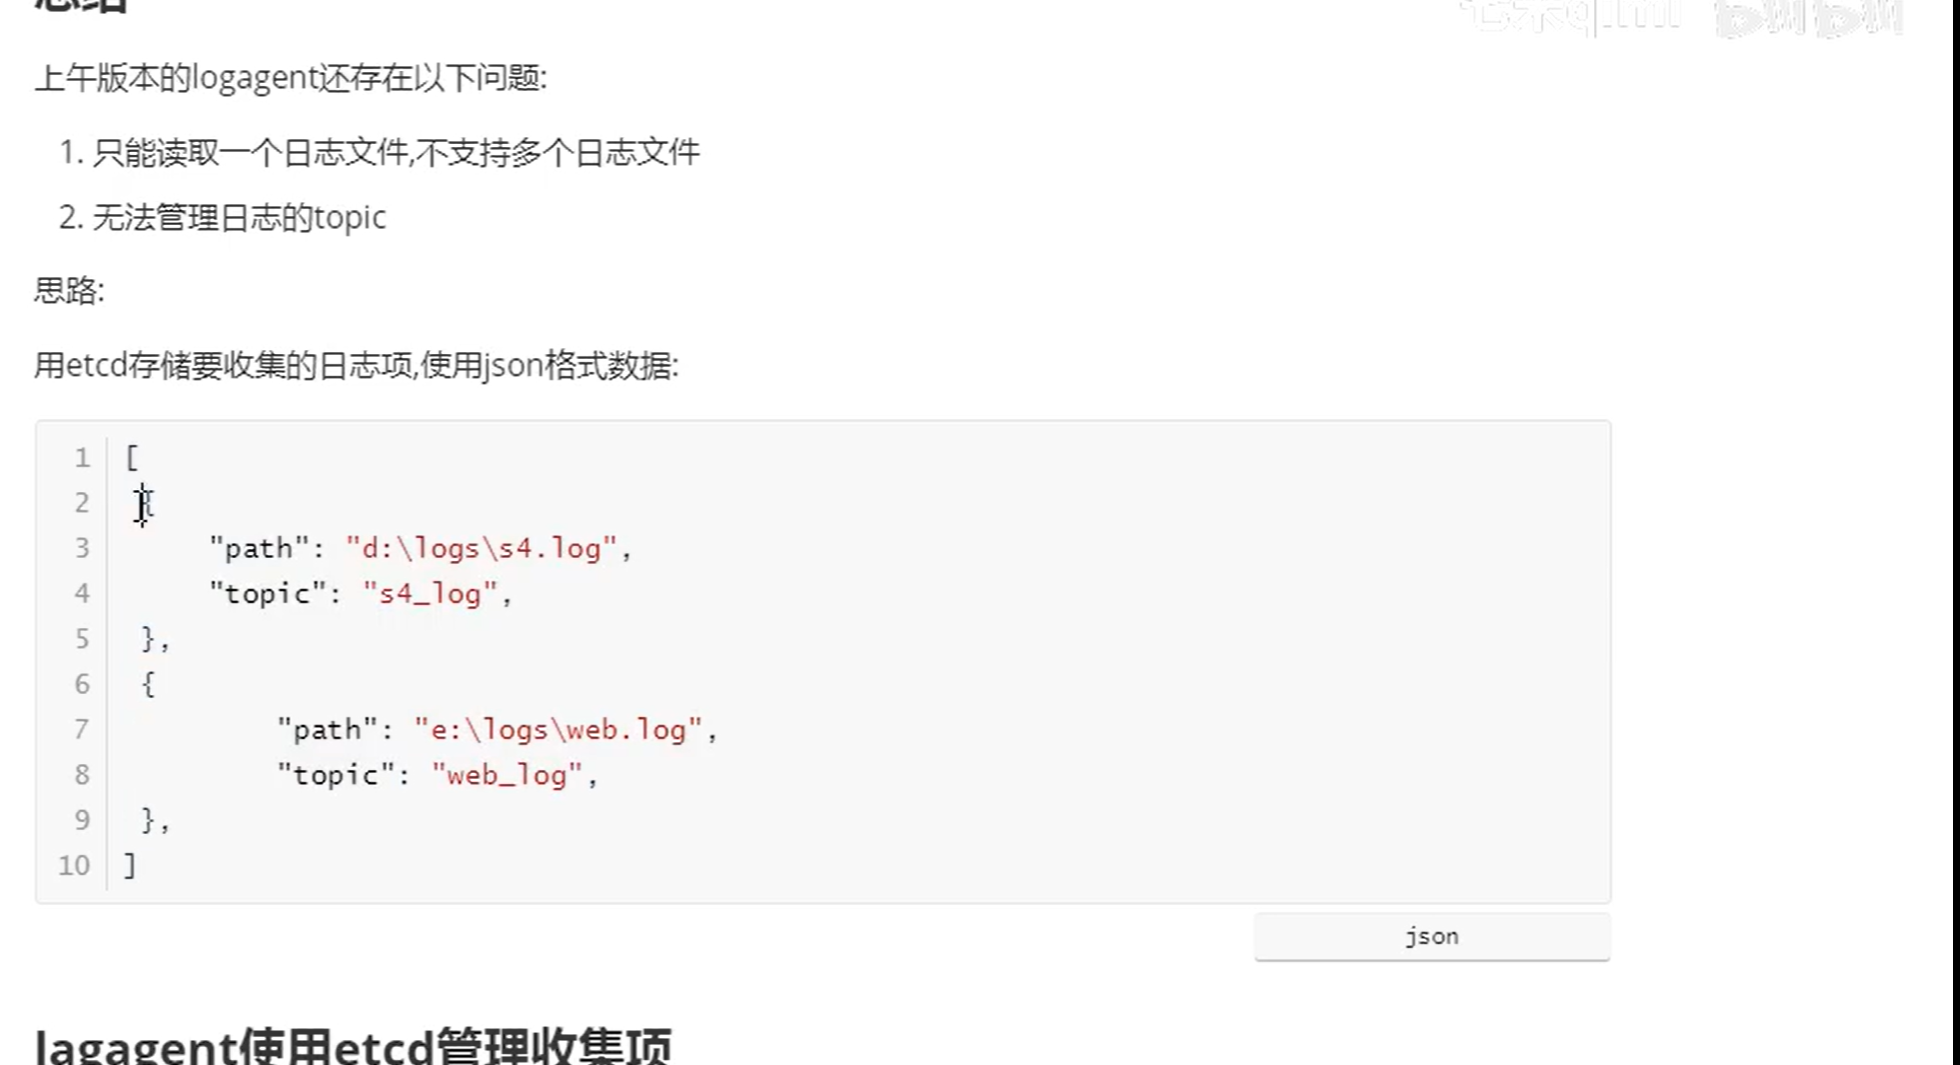 总结
上午版本的logagent还存在以下问题:
1. 只能读取一个日志文件,不支持多个日志文件
2. 无法管理日志的topic
思路:
用etcd存储要收集的日志项,使用json格式数据:
1 [
2 {
3 "path": "d:\logs\s4.log",
4 "topic": "s4_log",
5 },
6 {
7 "path": "e:\logs\web.log",
8 "topic": "web_log",
9 },
10 ]
json
lagagent使用etcd管理收集项